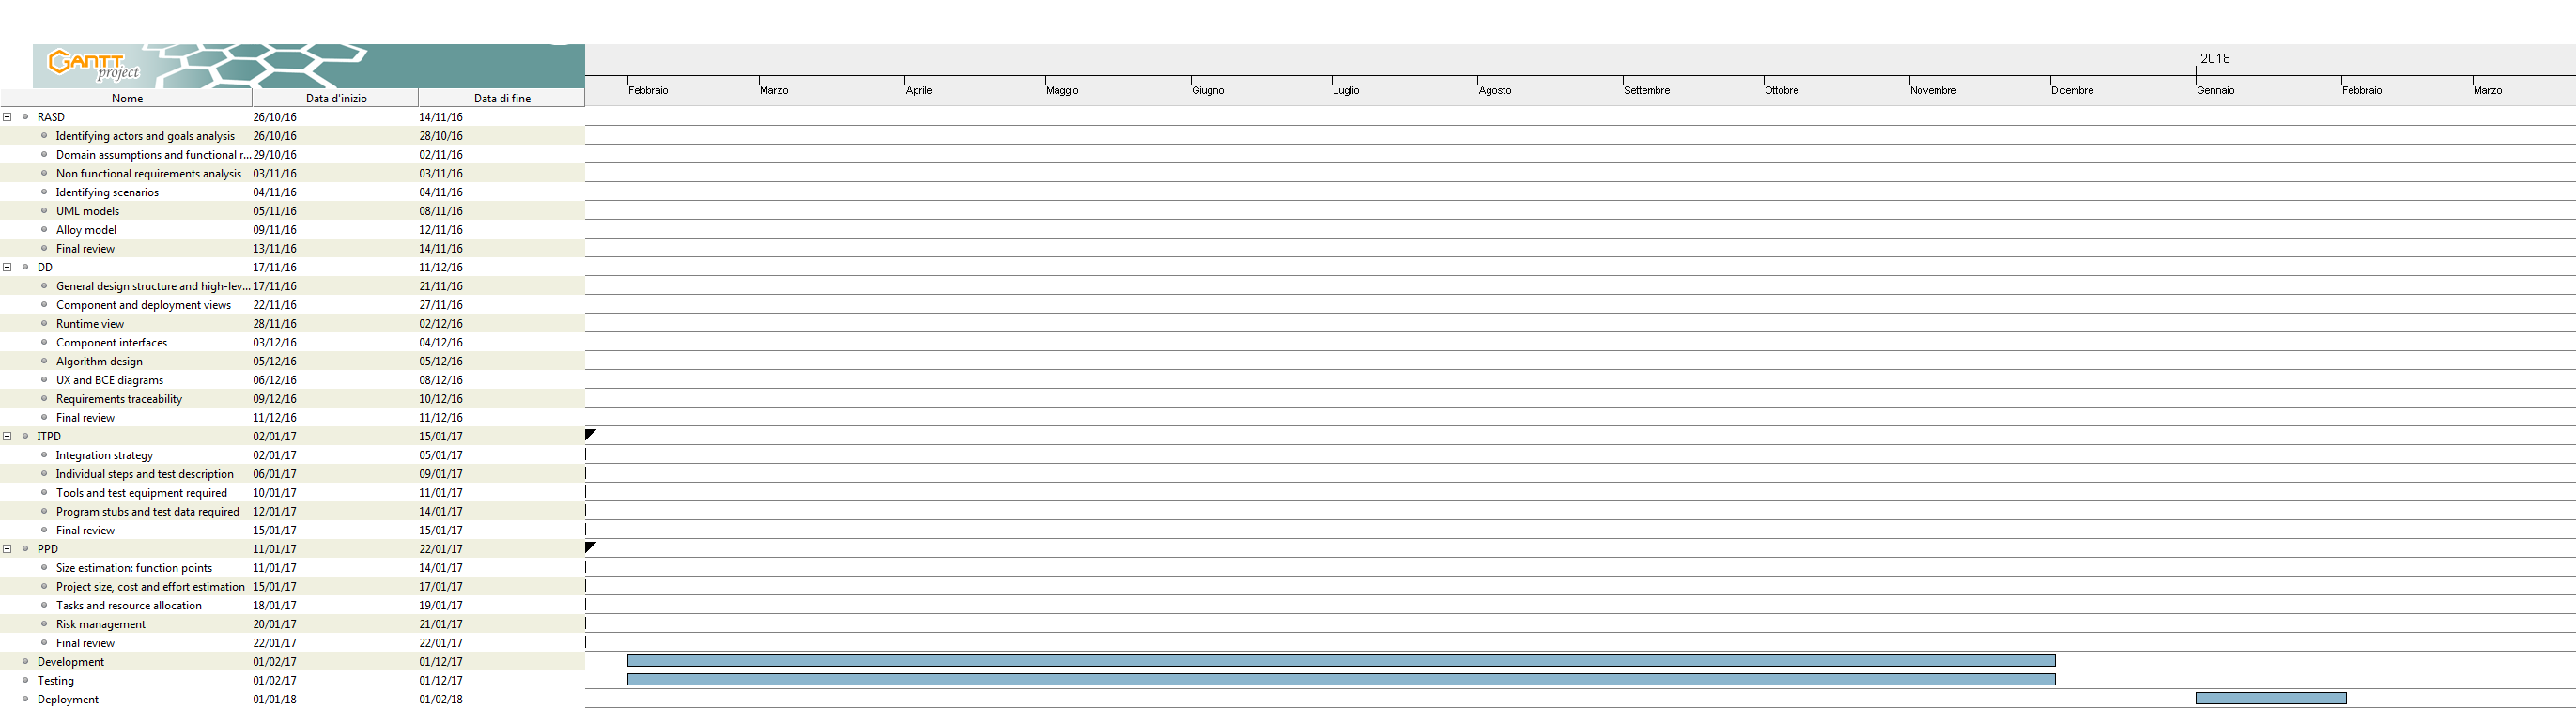 GANTT
project
2018
Febbraio Marzo Aprile Maggio Giugno Luglio Agosto Settembre Ottobre Novembre Dicembre Gennaio Febbraio Marzo
Nome Data d'inizio Data di fine
RASD 26/10/16 14/11/16
Identifying actors and goals analysis 26/10/16 28/10/16
Domain assumptions and functional r... 29/10/16 02/11/16
Non functional requirements analysis 03/11/16 03/11/16
Identifying scenarios 04/11/16 04/11/16
UML models 05/11/16 08/11/16
Alloy model 09/11/16 12/11/16
Final review 13/11/16 14/11/16
DD 17/11/16 11/12/16
General design structure and high-lev... 17/11/16 21/11/16
Component and deployment views 22/11/16 27/11/16
Runtime view 28/11/16 02/12/16
Component interfaces 03/12/16 04/12/16
Algorithm design 05/12/16 05/12/16
UX and BCE diagrams 06/12/16 08/12/16
Requirements traceability 09/12/16 10/12/16
Final review 11/12/16 11/12/16
ITPD 02/01/17 15/01/17
Integration strategy 02/01/17 05/01/17
Individual steps and test description 06/01/17 09/01/17
Tools and test equipment required 10/01/17 11/01/17
Program stubs and test data required 12/01/17 14/01/17
Final review 15/01/17 15/01/17
PPD 11/01/17 22/01/17
Size estimation: function points 11/01/17 14/01/17
Project size, cost and effort estimation 15/01/17 17/01/17
Tasks and resource allocation 18/01/17 19/01/17
Risk management 20/01/17 21/01/17
Final review 22/01/17 22/01/17
Development 01/02/17 01/12/17
Testing 01/02/17 01/12/17
Deployment 01/01/18 01/02/18